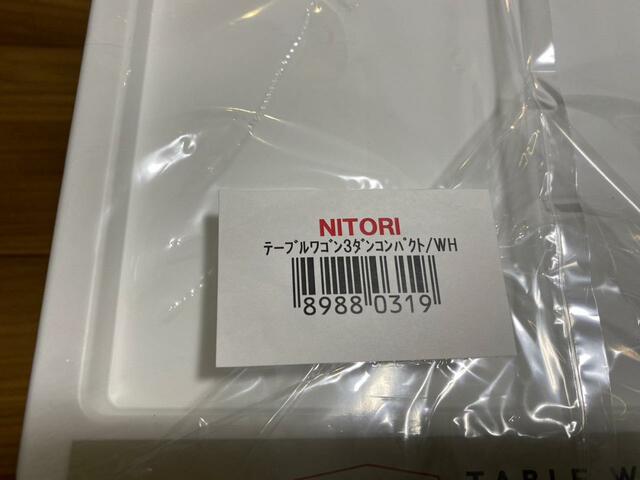 NITORI
ﾃｰﾌﾞﾙﾜｺﾞﾝ3ﾀﾞﾝｺﾝﾊﾟｸﾄ/WH
8988 0319
TABLE W